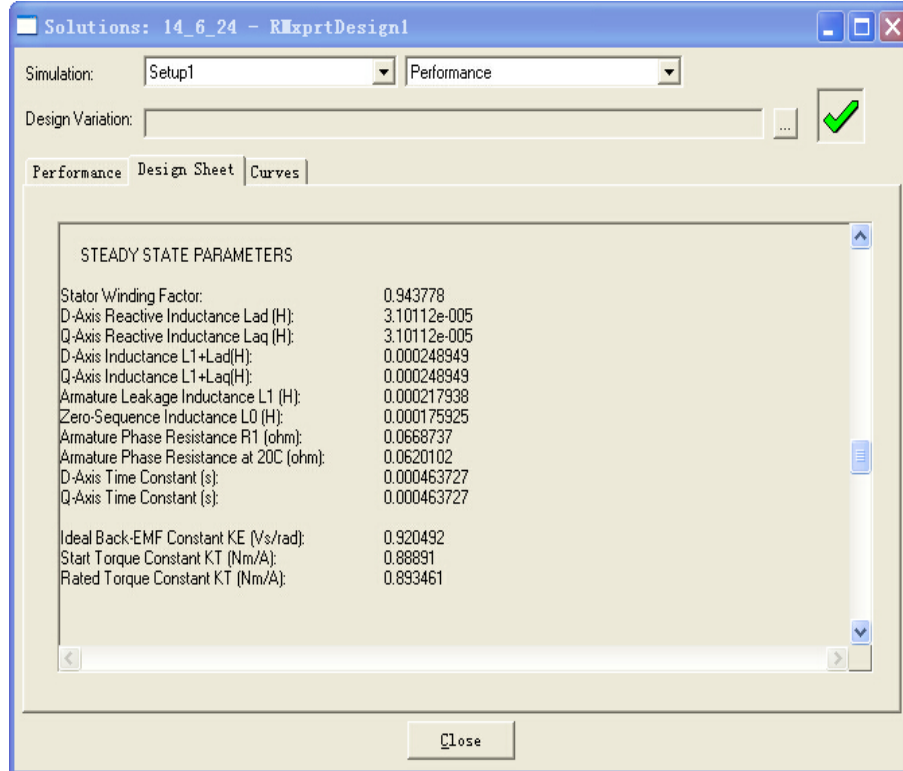 Solutions: 14_6_24 - RMxprtDesign1
Simulation: Setup1 Performance
Design Variation: ...
Performance Design Sheet Curves
STEADY STATE PARAMETERS
Stator Winding Factor: 0.943778
D-Axis Reactive Inductance Lad (H): 3.10112e-005
Q-Axis Reactive Inductance Laq (H): 3.10112e-005
D-Axis Inductance L1+Lad(H): 0.000248949
Q-Axis Inductance L1+Laq(H): 0.000248949
Armature Leakage Inductance L1 (H): 0.000217938
Zero-Sequence Inductance L0 (H): 0.000175925
Armature Phase Resistance R1 (ohm): 0.0668737
Armature Phase Resistance at 20C (ohm): 0.0620102
D-Axis Time Constant (s): 0.000463727
Q-Axis Time Constant (s): 0.000463727
Ideal Back-EMF Constant KE (Vs/rad): 0.920492
Start Torque Constant KT (Nm/A): 0.88891
Rated Torque Constant KT (Nm/A): 0.893461
Close